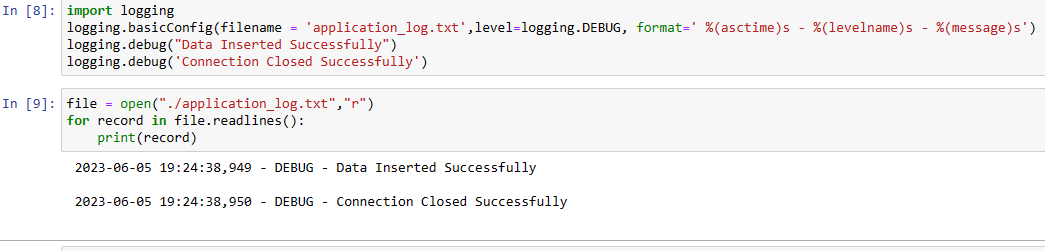 In [8]: import logging
logging.basicConfig(filename = 'application_log.txt',level=logging.DEBUG, format=' %(asctime)s - %(levelname)s - %(message)s')
logging.debug("Data Inserted Successfully")
logging.debug('Connection Closed Successfully')
In [9]: file = open("./application_log.txt","r")
for record in file.readlines():
    print(record)
2023-06-05 19:24:38,949 - DEBUG - Data Inserted Successfully
2023-06-05 19:24:38,950 - DEBUG - Connection Closed Successfully